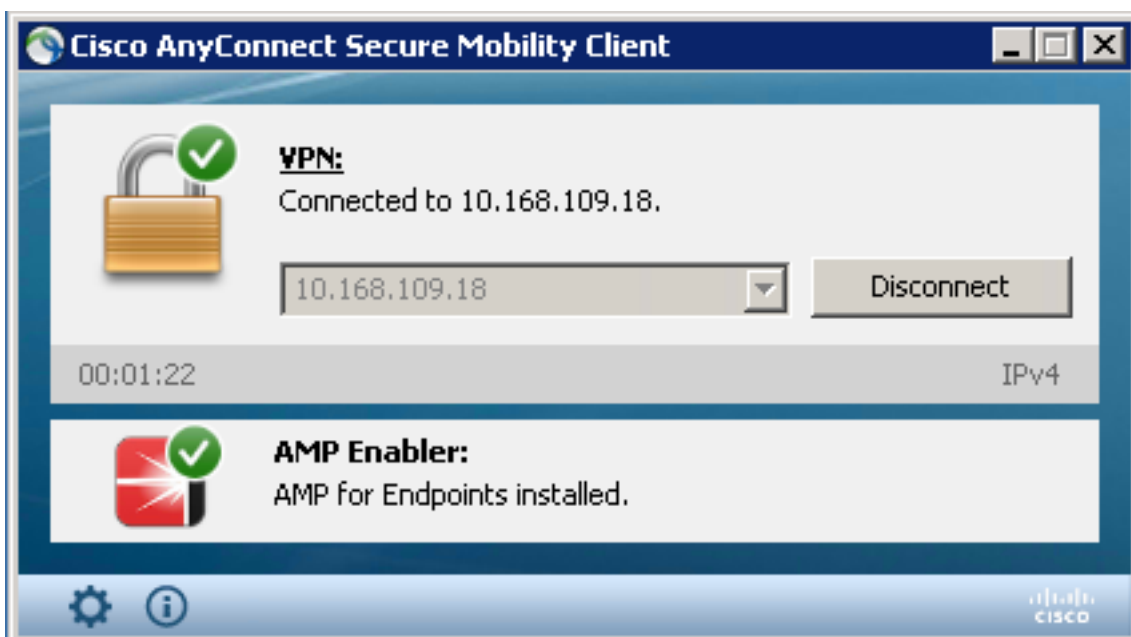 Cisco AnyConnect Secure Mobility Client
VPN:
Connected to 10.168.109.18.
10.168.109.18
Disconnect
00:01:22
IPv4
AMP Enabler:
AMP for Endpoints installed.
CISCO